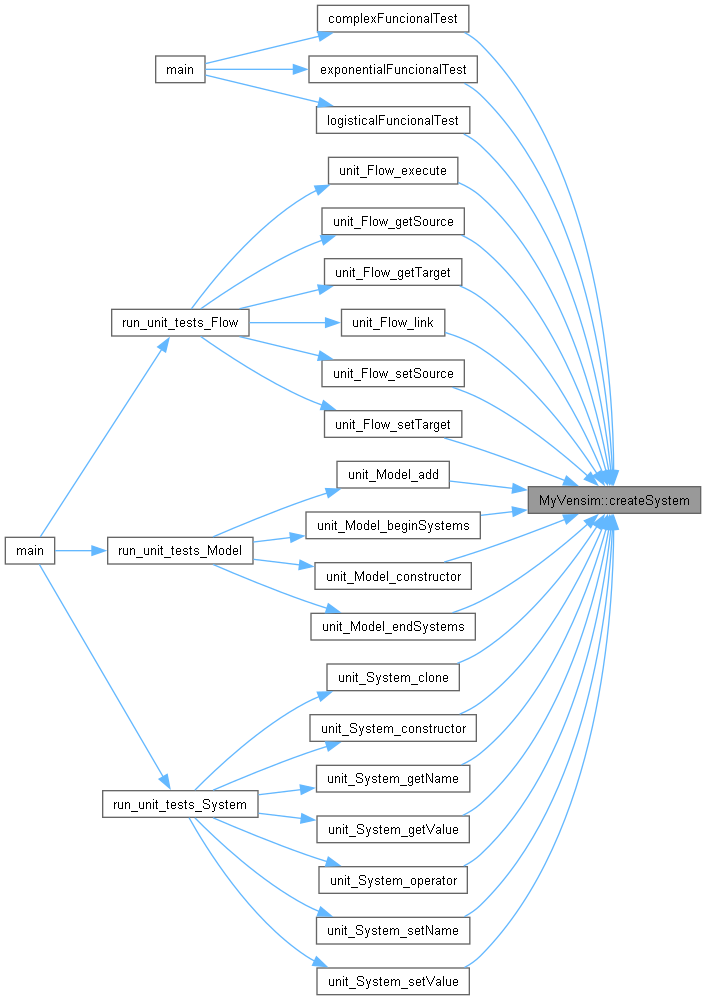 complexFuncionalTest
main
exponentialFuncionalTest
logisticalFuncionalTest
unit_Flow_execute
unit_Flow_getSource
unit_Flow_getTarget
run_unit_tests_Flow
unit_Flow_link
unit_Flow_setSource
unit_Flow_setTarget
unit_Model_add
MyVensim::createSystem
unit_Model_beginSystems
main
run_unit_tests_Model
unit_Model_constructor
unit_Model_endSystems
unit_System_clone
unit_System_constructor
unit_System_getName
run_unit_tests_System
unit_System_getValue
unit_System_operator
unit_System_setName
unit_System_setValue